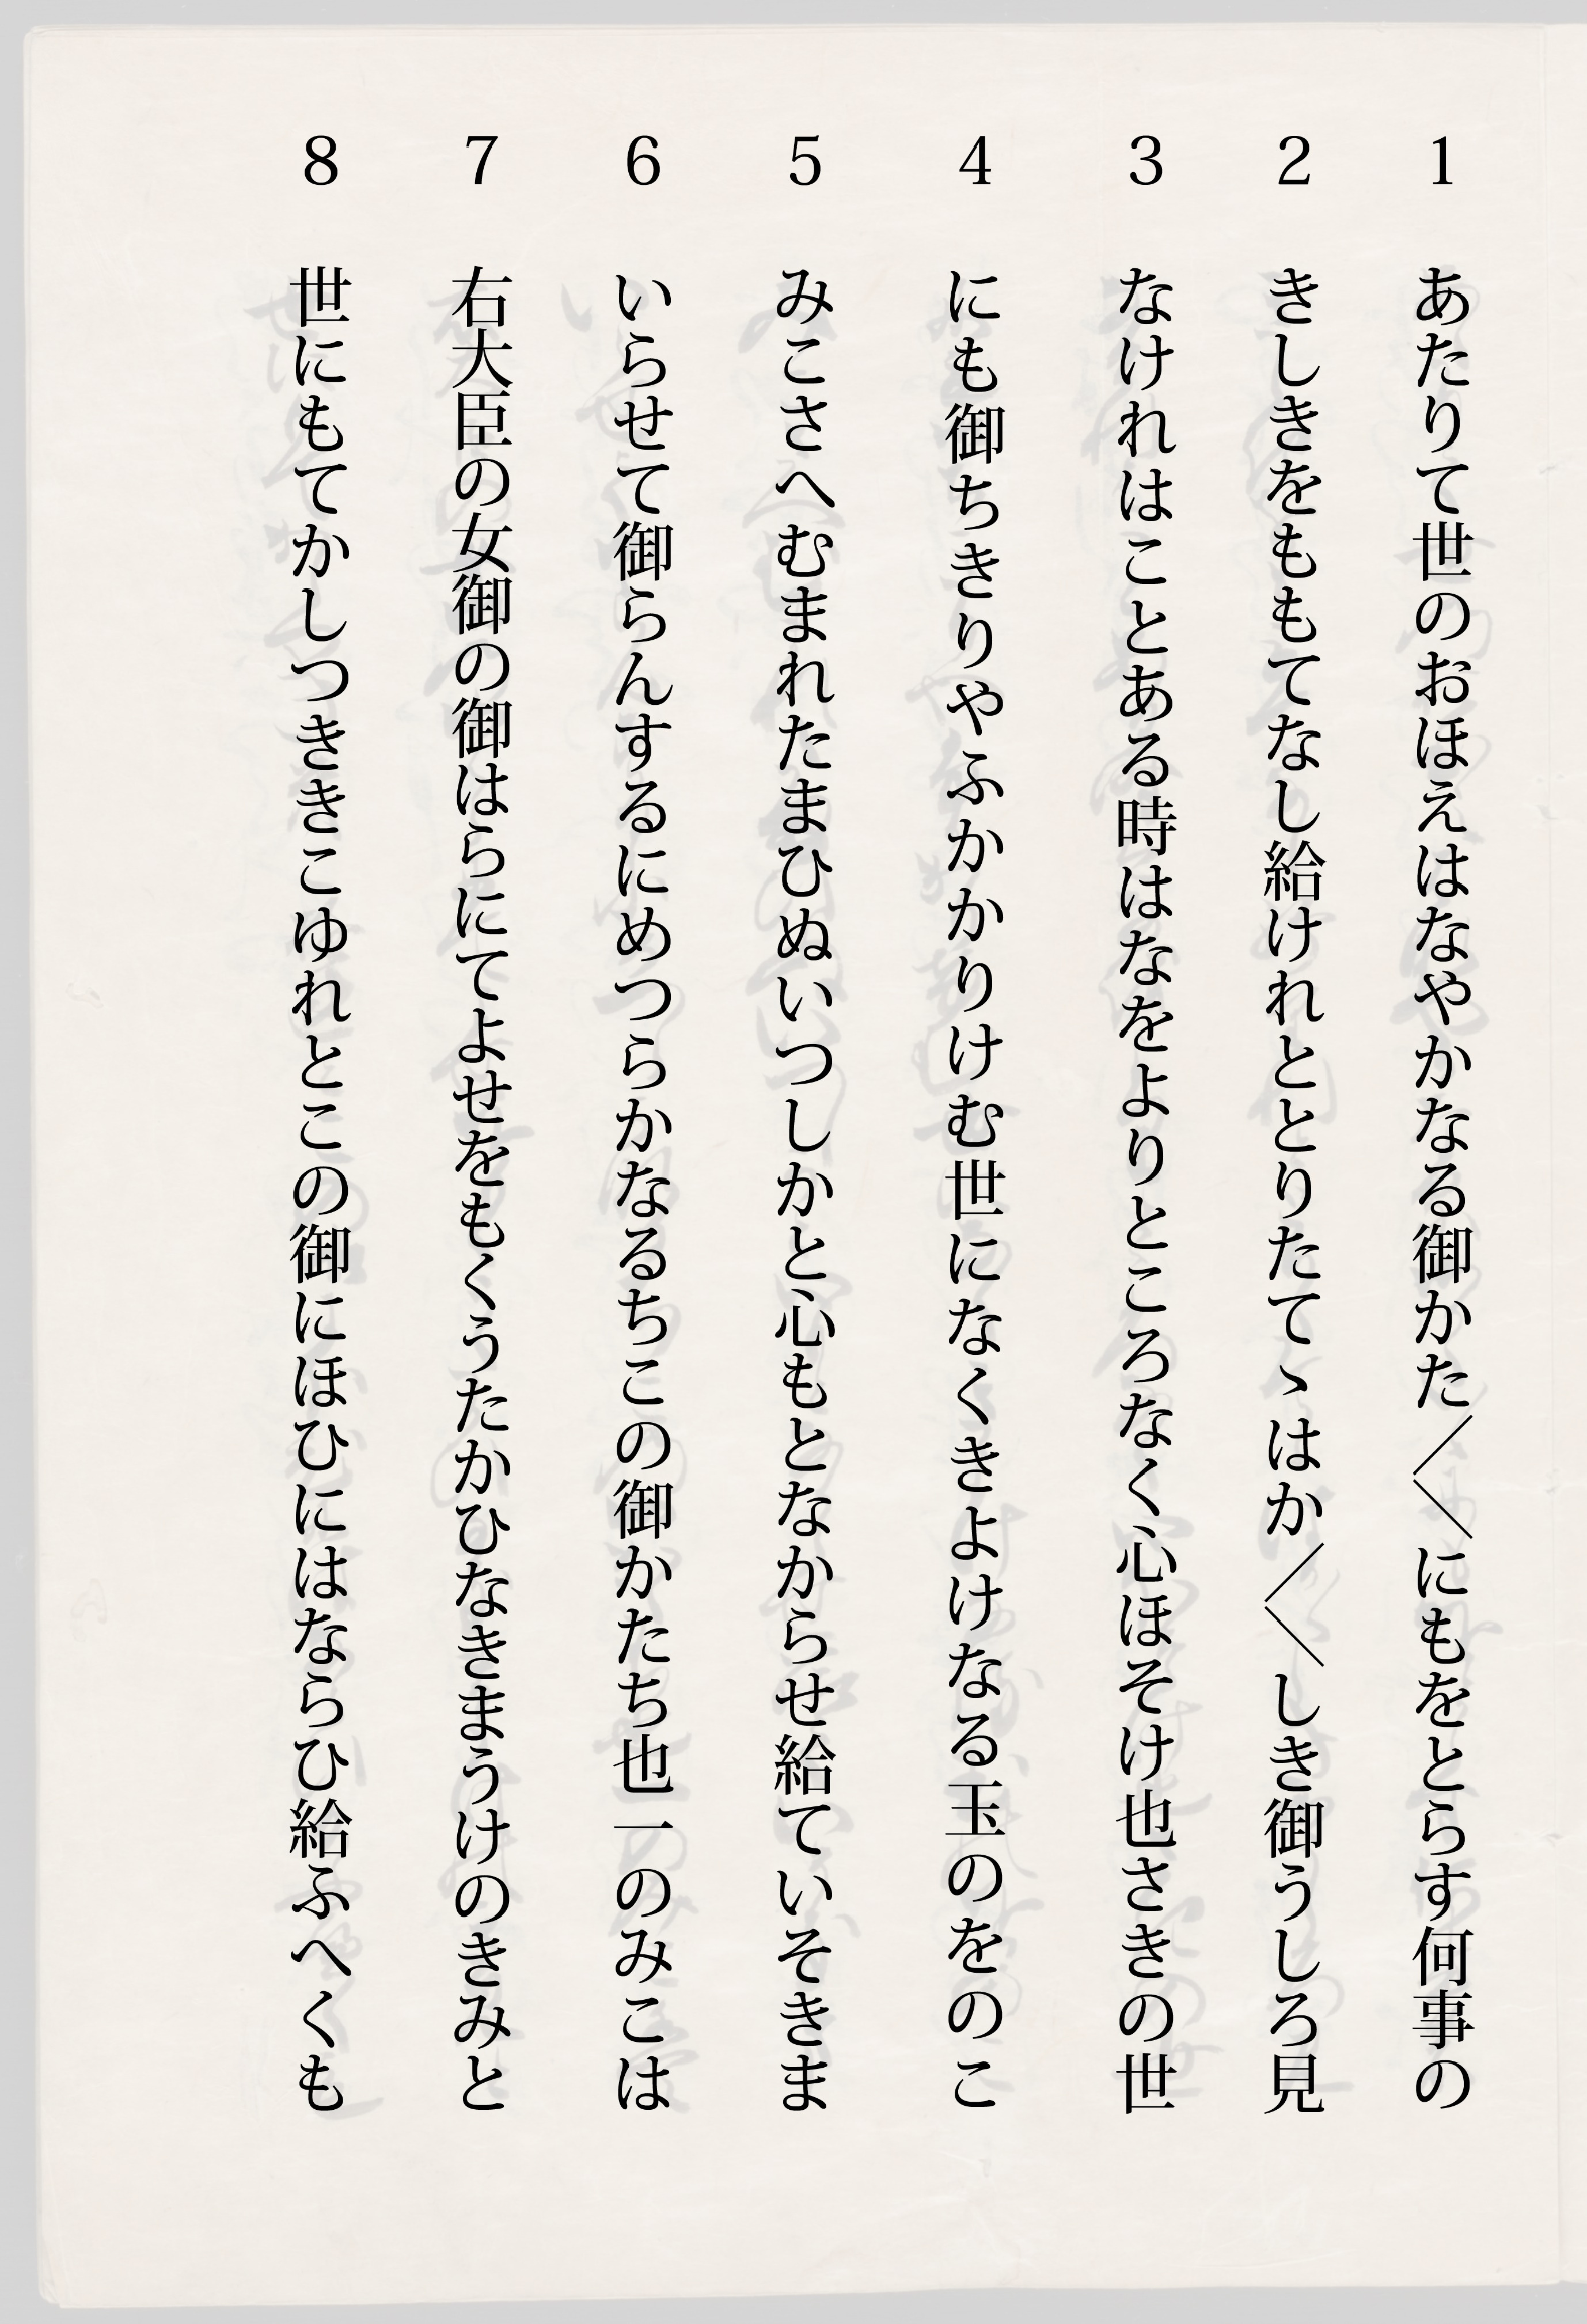 1 あたりて世のおほえはなやかなる御かた〳〵にもをとらす何事の
2 きしきをももてなし給けれととりたてゝはか〳〵しき御うしろ見
3 なけれはことある時はなをよりところなく心ほそけ也さきの世
4 にも御ちきりやふかかりけむ世になくきよけなる玉のをのこ
5 みこさへむまれたまひぬいつしかと心もとなからせ給ていそきま
6 いらせて御らんするにめつらかなるちこの御かたち也一のみこは
7 右大臣の女御の御はらにてよせをもくうたかひなきまうけのきみと
8 世にもてかしつききこゆれとこの御にほひにはならひ給ふへくも